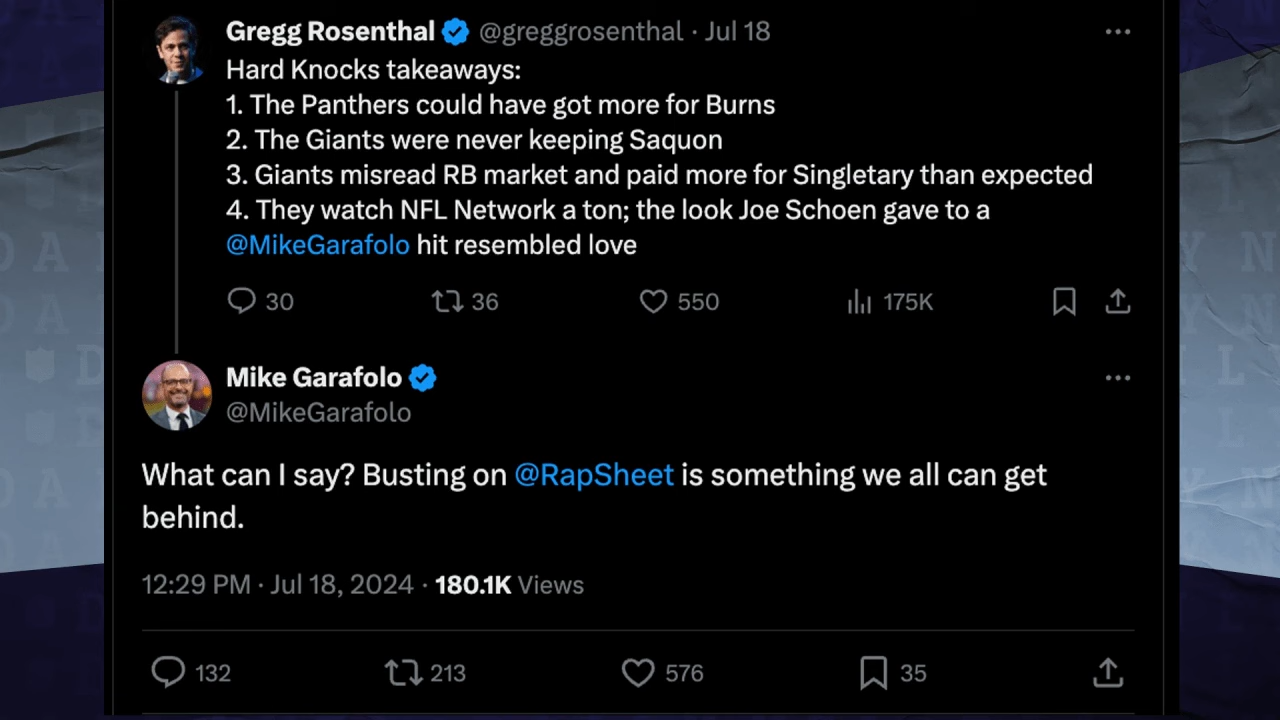 Gregg Rosenthal @greggrosenthal · Jul 18
Hard Knocks takeaways:
1. The Panthers could have got more for Burns
2. The Giants were never keeping Saquon
3. Giants misread RB market and paid more for Singletary than expected
4. They watch NFL Network a ton; the look Joe Schoen gave to a
@MikeGarafolo hit resembled love
30 36 550 175K
Mike Garafolo
@MikeGarafolo
What can I say? Busting on @RapSheet is something we all can get
behind.
12:29 PM · Jul 18, 2024 · 180.1K Views
132 213 576 35